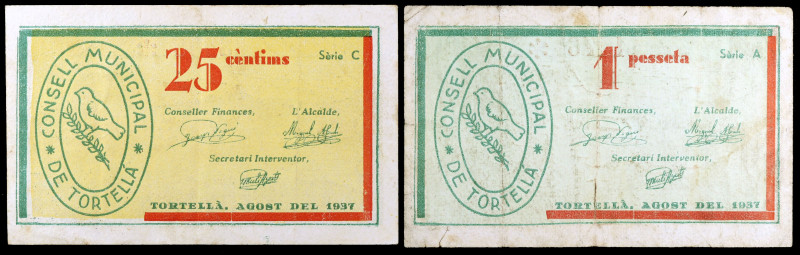 CONSELL MUNICIPAL
* DE TORTELLÀ *
25 cèntims
Sèrie C
Conseller Finances,
L'Alcalde,
Secretari Interventor,
TORTELLÀ, AGOST DEL 1937
CONSELL MUNICIPAL
* DE TORTELLÀ *
1 pesseta
Sèrie A
Conseller Finances,
L'Alcalde,
Secretari Interventor,
TORTELLÀ, AGOST DEL 1937